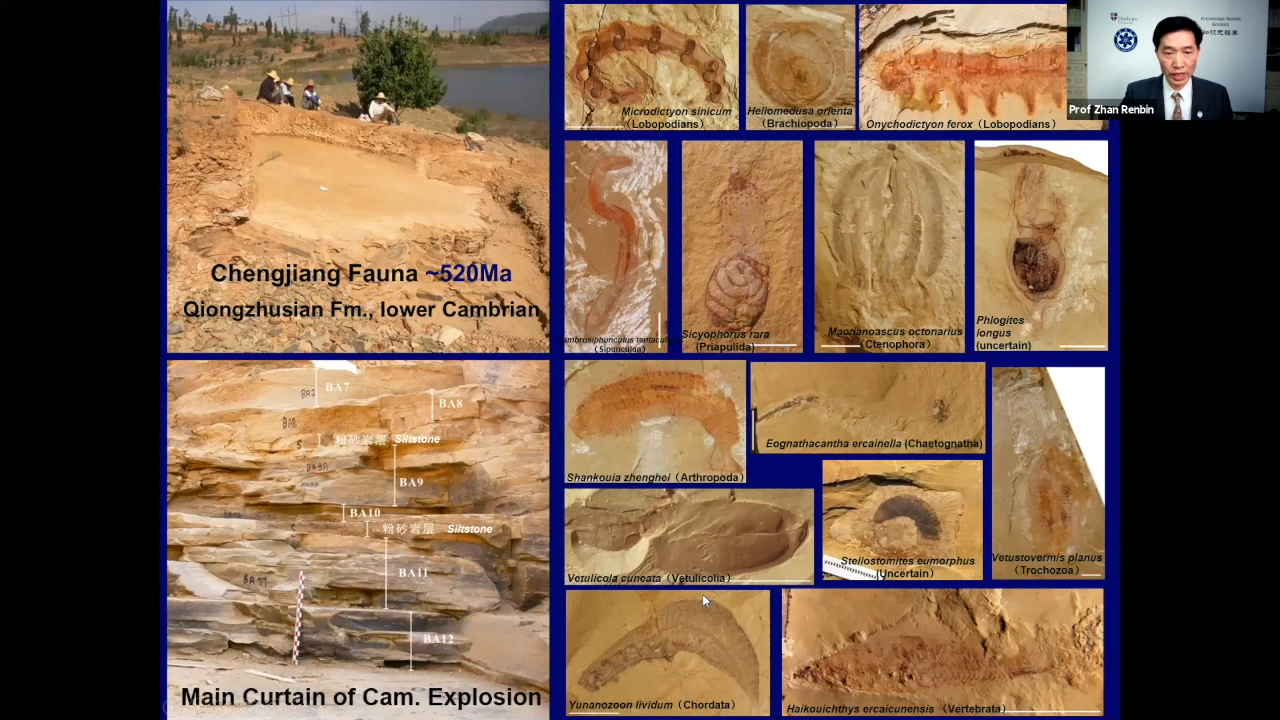 Chengjiang Fauna ~520Ma
Qiongzhusian Fm., lower Cambrian
BA7
BA8
粉砂岩层 Siltstone
BA9
BA10
粉砂岩层 Siltstone
BA11
BA12
Main Curtain of Cam. Explosion
Microdictyon sinicum
(Lobopodians)
Heliomedusa orienta
(Brachiopoda)
Onychodictyon ferox (Lobopodians)
Prof Zhan Renbin
Knowledge Across
(Sipunculan)
Sicyophorus rara
(Priapulida)
Maotianoascus octonarius
(Ctenophora)
Phlogites
longus
(uncertain)
Shankouia zhenghei (Arthropoda)
Eognathacantha ercainella (Chaetognatha)
Vetulicola cuneata (Vetulicolia)
Stellostomites eumorphus
(Uncertain)
Vetustovermis planus
(Trochozoa)
Yunanozoon lividum (Chordata)
Haikouichthys ercaicunensis (Vertebrata)